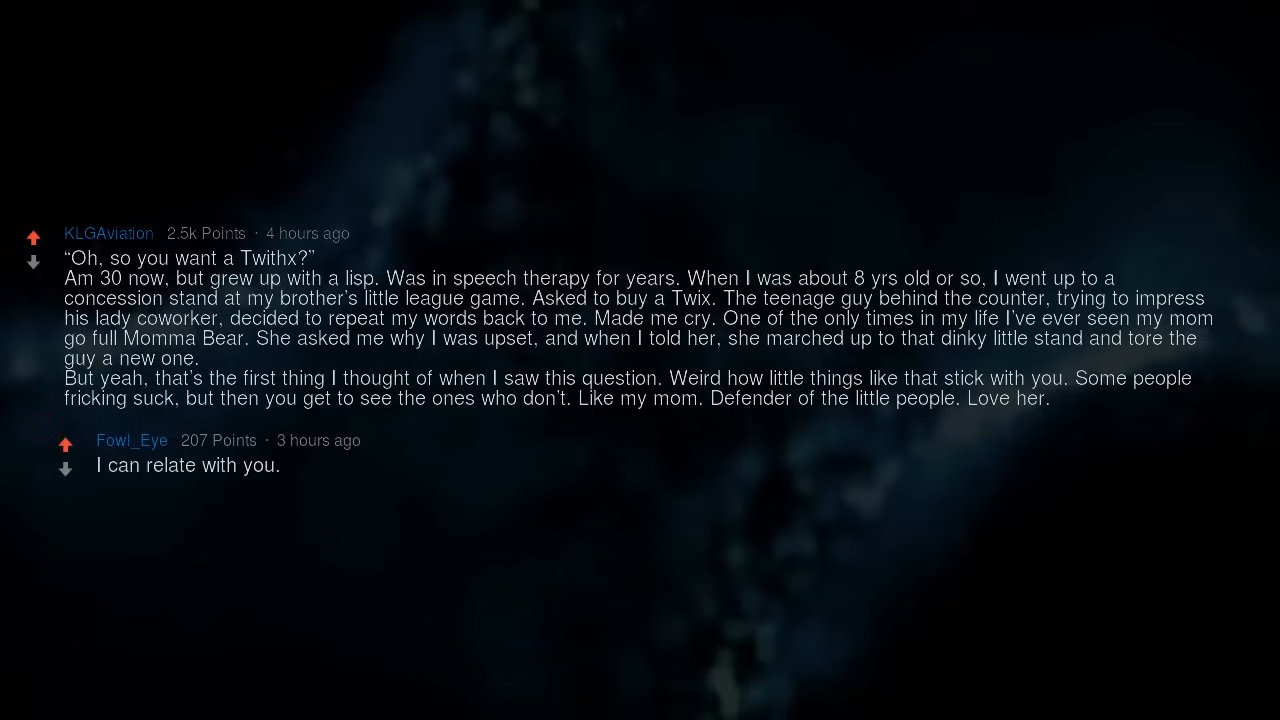 KLGAviation 2.5k Points · 4 hours ago
“Oh, so you want a Twithx?”
Am 30 now, but grew up with a lisp. Was in speech therapy for years. When I was about 8 yrs old or so, I went up to a
concession stand at my brother’s little league game. Asked to buy a Twix. The teenage guy behind the counter, trying to impress
his lady coworker, decided to repeat my words back to me. Made me cry. One of the only times in my life I’ve ever seen my mom
go full Momma Bear. She asked me why I was upset, and when I told her, she marched up to that dinky little stand and tore the
guy a new one.
But yeah, that’s the first thing I thought of when I saw this question. Weird how little things like that stick with you. Some people
fricking suck, but then you get to see the ones who don’t. Like my mom. Defender of the little people. Love her.
Fowl_Eye 207 Points · 3 hours ago
I can relate with you.